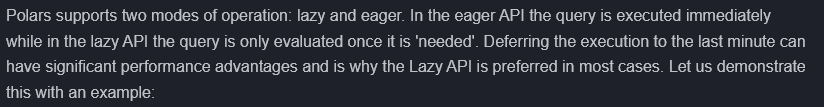 Polars supports two modes of operation: lazy and eager. In the eager API the query is executed immediately
while in the lazy API the query is only evaluated once it is 'needed'. Deferring the execution to the last minute can
have significant performance advantages and is why the Lazy API is preferred in most cases. Let us demonstrate
this with an example: